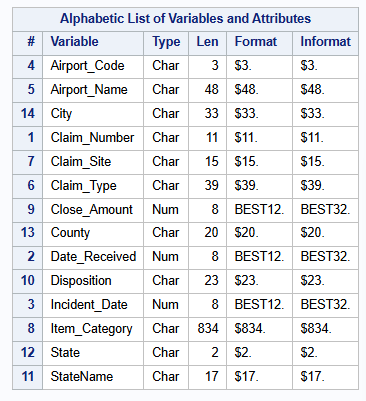 Alphabetic List of Variables and Attributes
# Variable Type Len Format Informat
4 Airport_Code Char 3 $3. $3.
5 Airport_Name Char 48 $48. $48.
14 City Char 33 $33. $33.
1 Claim_Number Char 11 $11. $11.
7 Claim_Site Char 15 $15. $15.
6 Claim_Type Char 39 $39. $39.
9 Close_Amount Num 8 BEST12. BEST32.
13 County Char 20 $20. $20.
2 Date_Received Num 8 BEST12. BEST32.
10 Disposition Char 23 $23. $23.
3 Incident_Date Num 8 BEST12. BEST32.
8 Item_Category Char 834 $834. $834.
12 State Char 2 $2. $2.
11 StateName Char 17 $17. $17.